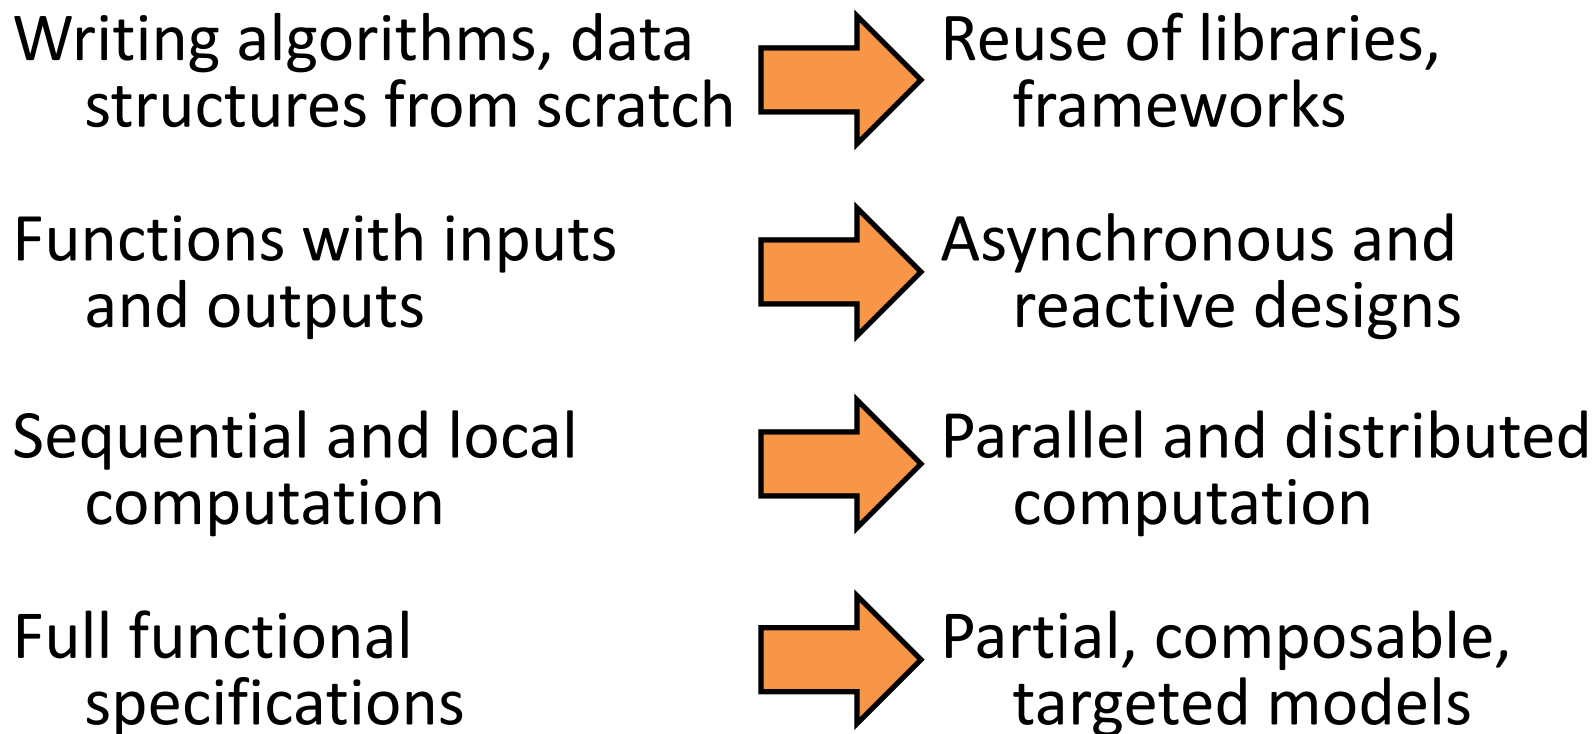 Writing algorithms, data
structures from scratch
Reuse of libraries,
frameworks
Functions with inputs
and outputs
Asynchronous and
reactive designs
Sequential and local
computation
Parallel and distributed
computation
Full functional
specifications
Partial, composable,
targeted models